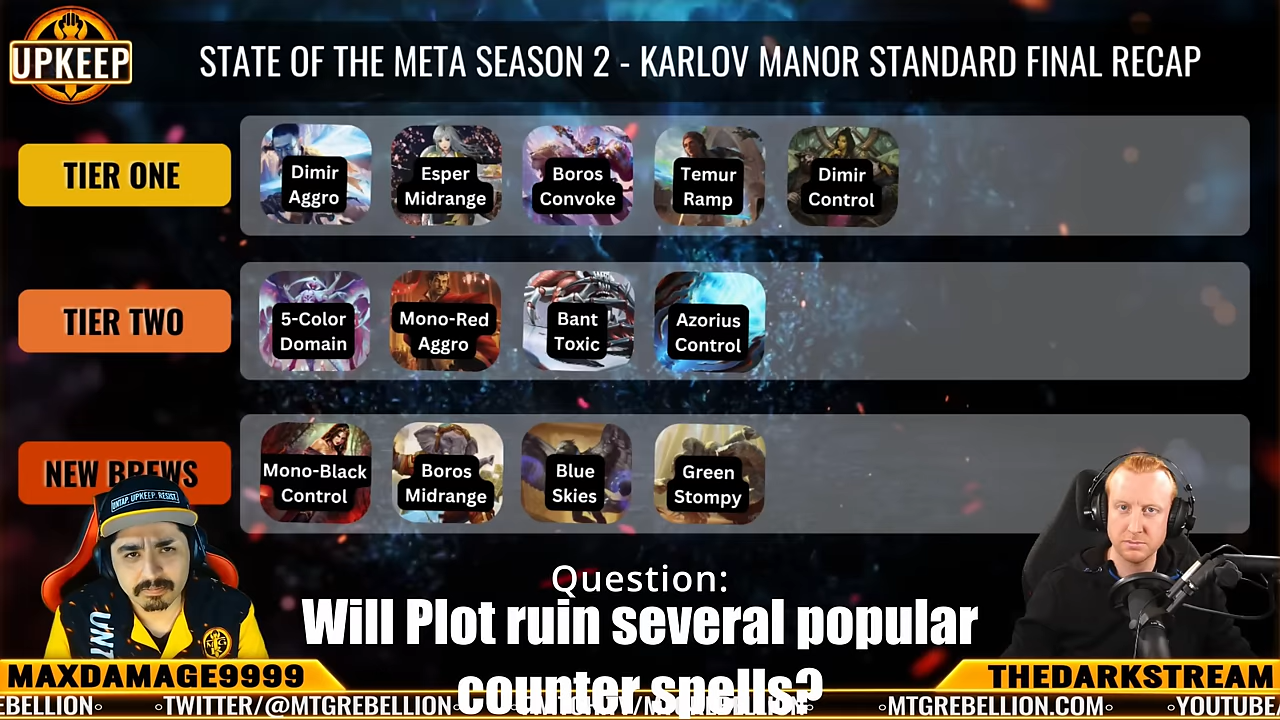 UPKEEP
STATE OF THE META SEASON 2 - KARLOV MANOR STANDARD FINAL RECAP
TIER ONE
Dimir
Aggro
Esper
Midrange
Boros
Convoke
Temur
Ramp
Dimir
Control
TIER TWO
5-Color
Domain
Mono-Red
Aggro
Bant
Toxic
Azorius
Control
NEW BREWS
Mono-Black
Control
Boros
Midrange
Blue
Skies
Green
Stompy
UNTAP. UPKEEP. RESIST.
Question:
Will Plot ruin several popular
counter spells?
MAXDAMAGE9999
THEDARKSTREAM
EBELLION◦ ◦TWITTER/@MTGREBELLION◦ ◦MTGREBELLION.COM◦ ◦YOUTUBE/